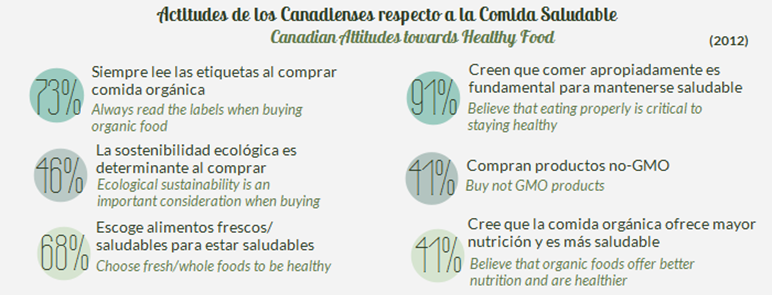 Actitudes de los Canadienses respecto a la Comida Saludable
Canadian Attitudes towards Healthy Food
(2012)
73%
Siempre lee las etiquetas al comprar
comida orgánica
Always read the labels when buying
organic food
46%
La sostenibilidad ecológica es
determinante al comprar
Ecological sustainability is an
important consideration when buying
68%
Escoge alimentos frescos/
saludables para estar saludables
Choose fresh/whole foods to be healthy
91%
Creen que comer apropiadamente es
fundamental para mantenerse saludable
Believe that eating properly is critical to
staying healthy
41%
Compran productos no-GMO
Buy not GMO products
41%
Cree que la comida orgánica ofrece mayor
nutrición y es más saludable
Believe that organic foods offer better
nutrition and are healthier